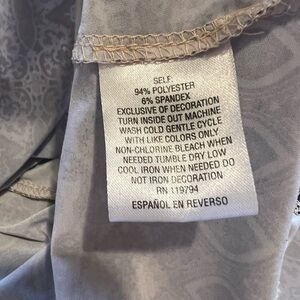 SELF:
94% POLYESTER
6% SPANDEX
EXCLUSIVE OF DECORATION
TURN INSIDE OUT MACHINE
WASH COLD GENTLE CYCLE
WITH LIKE COLORS ONLY
NON-CHLORINE BLEACH WHEN
NEEDED TUMBLE DRY LOW
COOL IRON WHEN NEEDED DO
NOT IRON DECORATION
RN 119794
ESPAÑOL EN REVERSO